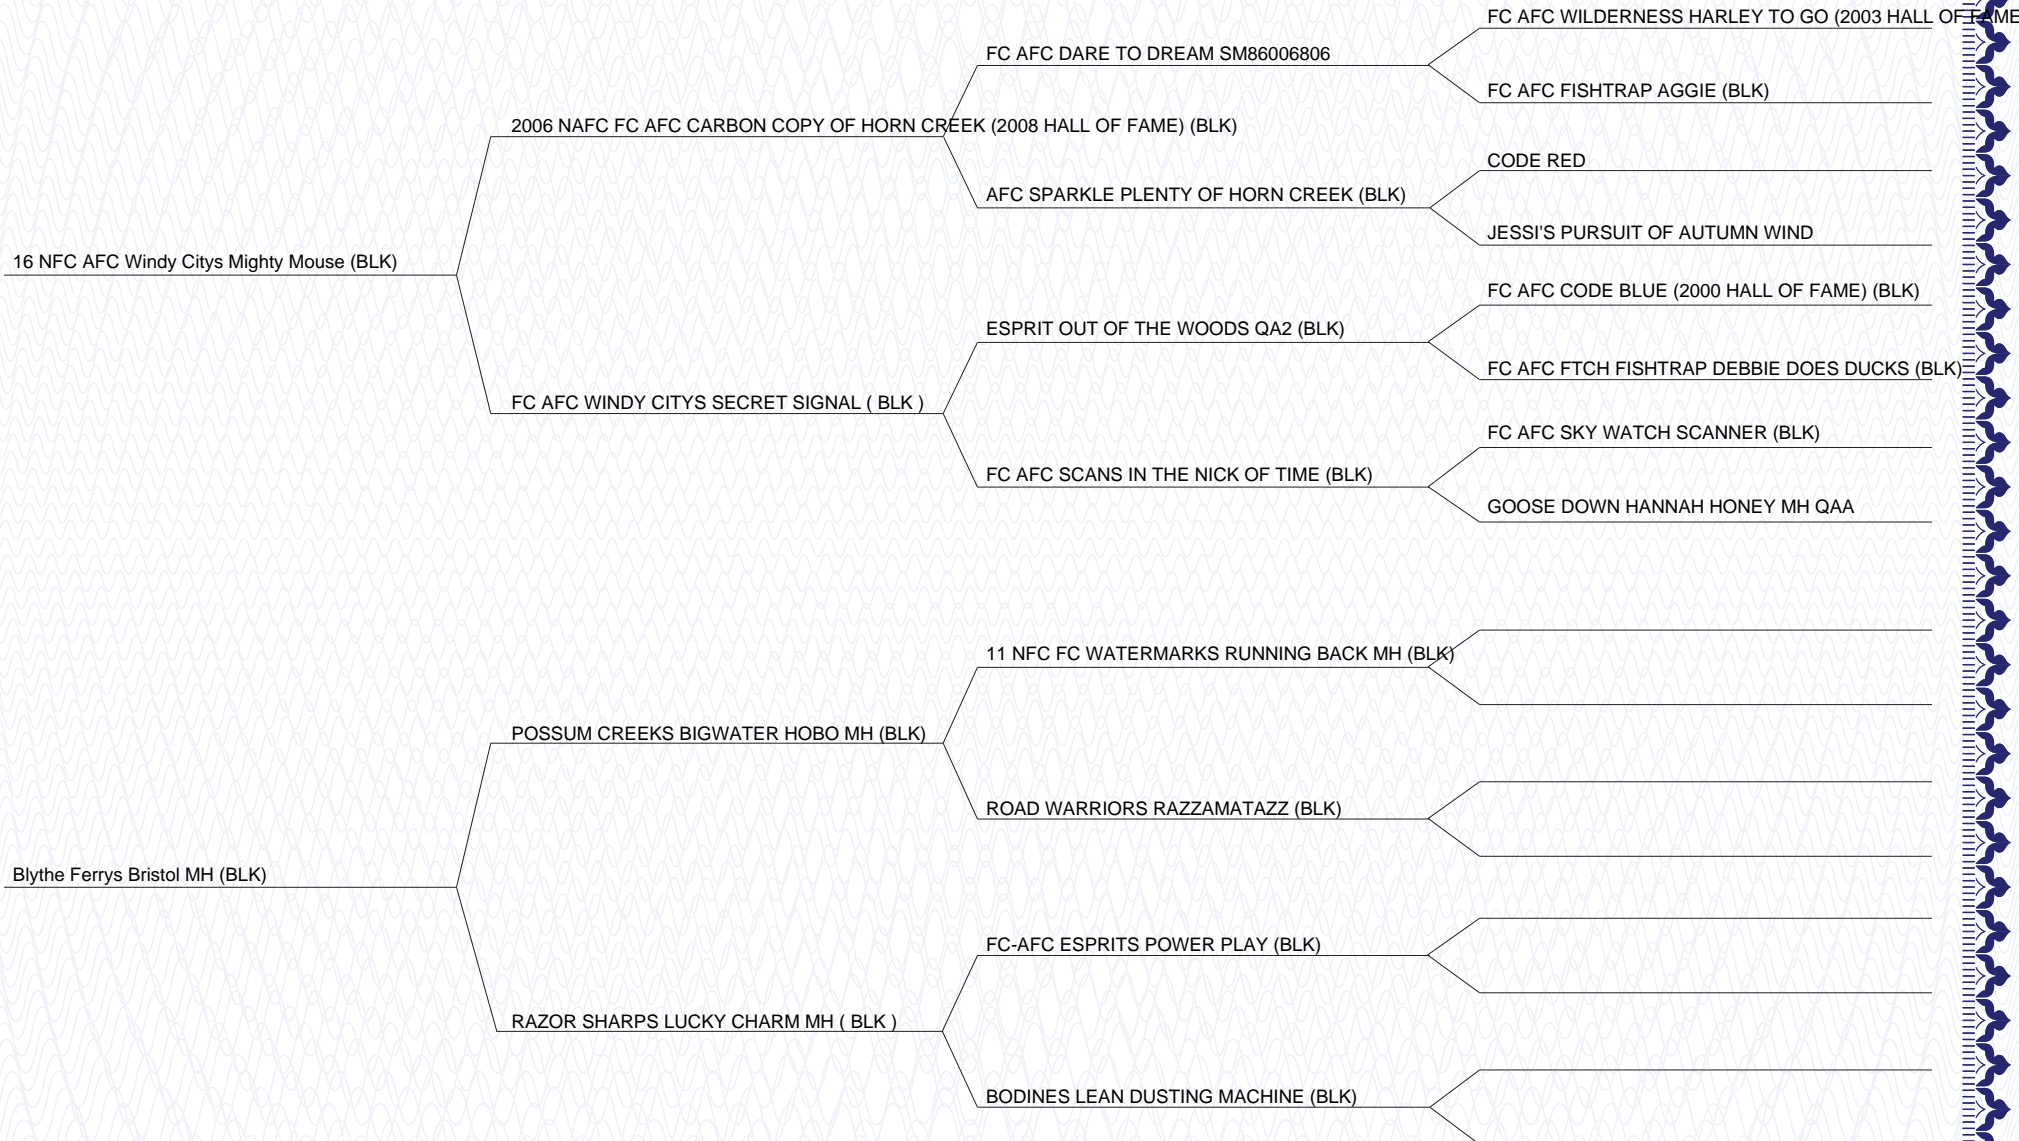 FC AFC WILDERNESS HARLEY TO GO (2003 HALL OF FAME
FC AFC DARE TO DREAM SM86006806
FC AFC FISHTRAP AGGIE (BLK)
2006 NAFC FC AFC CARBON COPY OF HORN CREEK (2008 HALL OF FAME) (BLK)
CODE RED
AFC SPARKLE PLENTY OF HORN CREEK (BLK)
JESSI'S PURSUIT OF AUTUMN WIND
16 NFC AFC Windy Citys Mighty Mouse (BLK)
FC AFC CODE BLUE (2000 HALL OF FAME) (BLK)
ESPRIT OUT OF THE WOODS QA2 (BLK)
FC AFC FTCH FISHTRAP DEBBIE DOES DUCKS (BLK)
FC AFC WINDY CITYS SECRET SIGNAL ( BLK )
FC AFC SKY WATCH SCANNER (BLK)
FC AFC SCANS IN THE NICK OF TIME (BLK)
GOOSE DOWN HANNAH HONEY MH QAA
11 NFC FC WATERMARKS RUNNING BACK MH (BLK)
POSSUM CREEKS BIGWATER HOBO MH (BLK)
ROAD WARRIORS RAZZAMATAZZ (BLK)
Blythe Ferrys Bristol MH (BLK)
FC-AFC ESPRITS POWER PLAY (BLK)
RAZOR SHARPS LUCKY CHARM MH ( BLK )
BODINES LEAN DUSTING MACHINE (BLK)